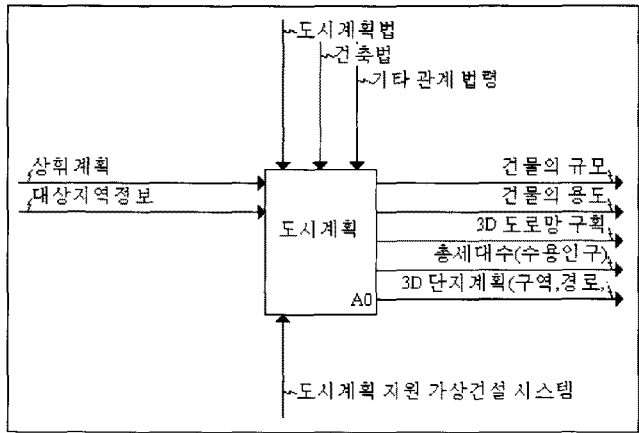 도시계획법
건축법
기타 관계 법령
상휘계획
대상지역정보
건물의 규모
건물의 용도
3D 도로망 구획
총세대수(수용인구)
3D 단지계획(구역,경로,
도시계획
A0
도시계획 지원 가상건설 시스템